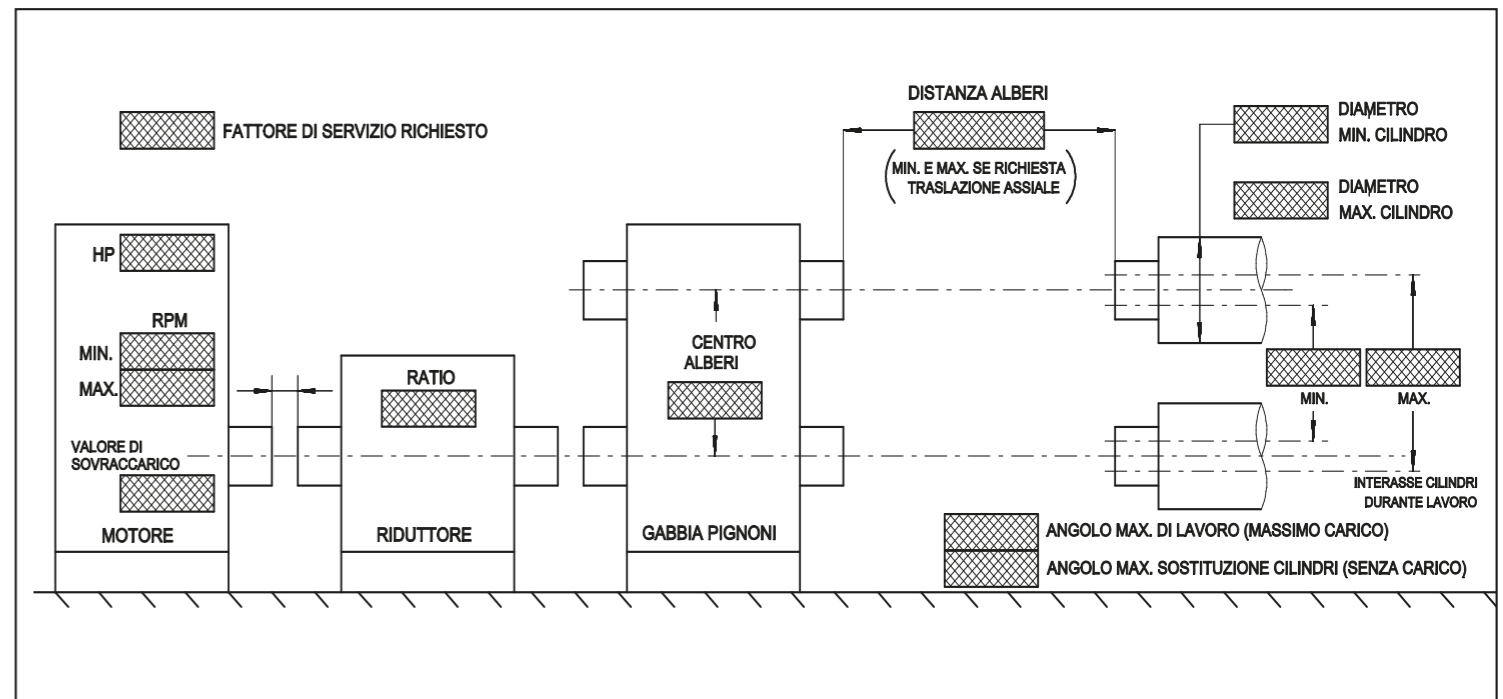 DISTANZA ALBERI
(MIN. E MAX. SE RICHIESTA
TRASLAZIONE ASSIALE)
DIAMETRO
MIN. CILINDRO
DIAMETRO
MAX. CILINDRO
FATTORE DI SERVIZIO RICHIESTO
HP
RPM
MIN.
MAX.
VALORE DI
SOVRACCARICO
MOTORE
RATIO
RIDUTTORE
CENTRO
ALBERI
GABBIA PIGNONI
MIN.
MAX.
INTERASSE CILINDRI
DURANTE LAVORO
ANGOLO MAX. DI LAVORO (MASSIMO CARICO)
ANGOLO MAX. SOSTITUZIONE CILINDRI (SENZA CARICO)